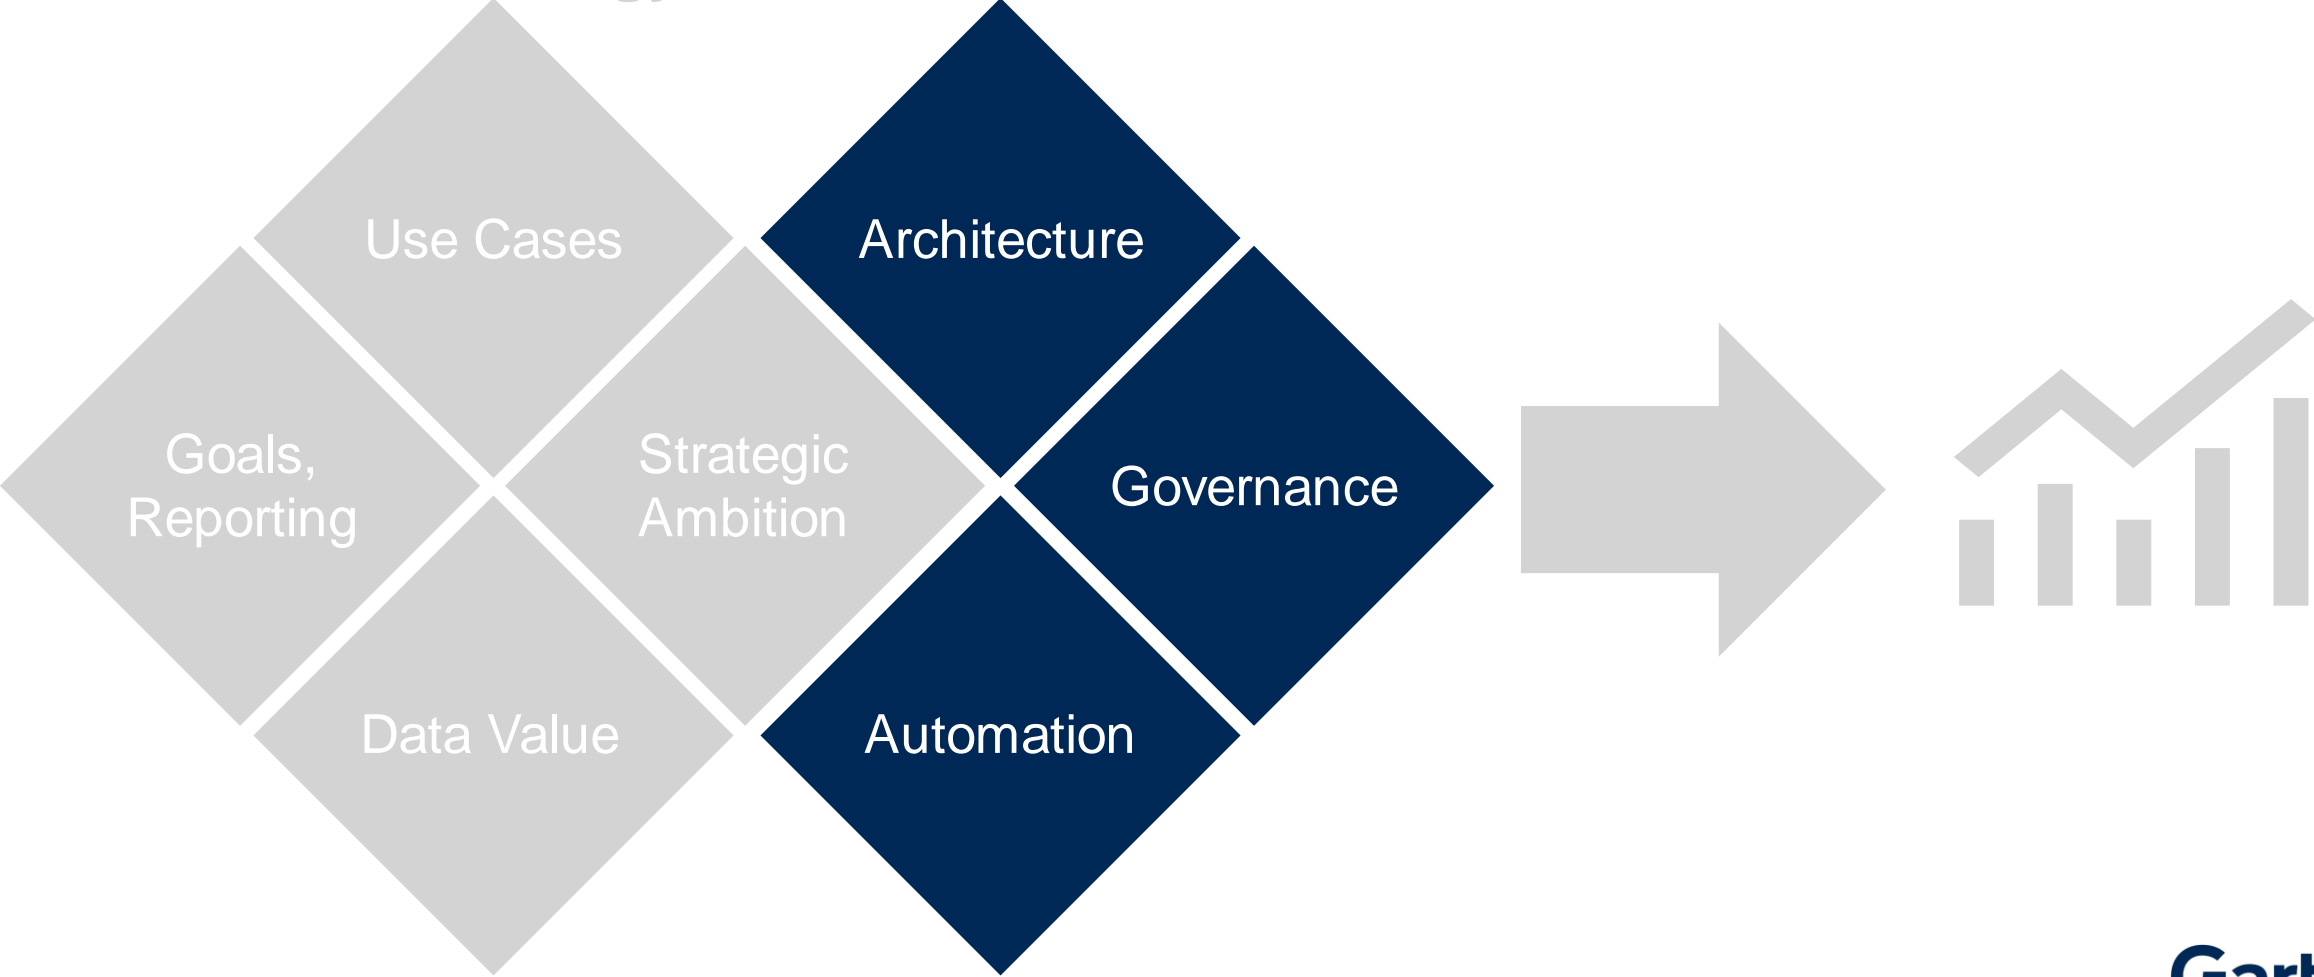 Use Cases
Architecture
Goals,
Reporting
Strategic
Ambition
Governance
Data Value
Automation